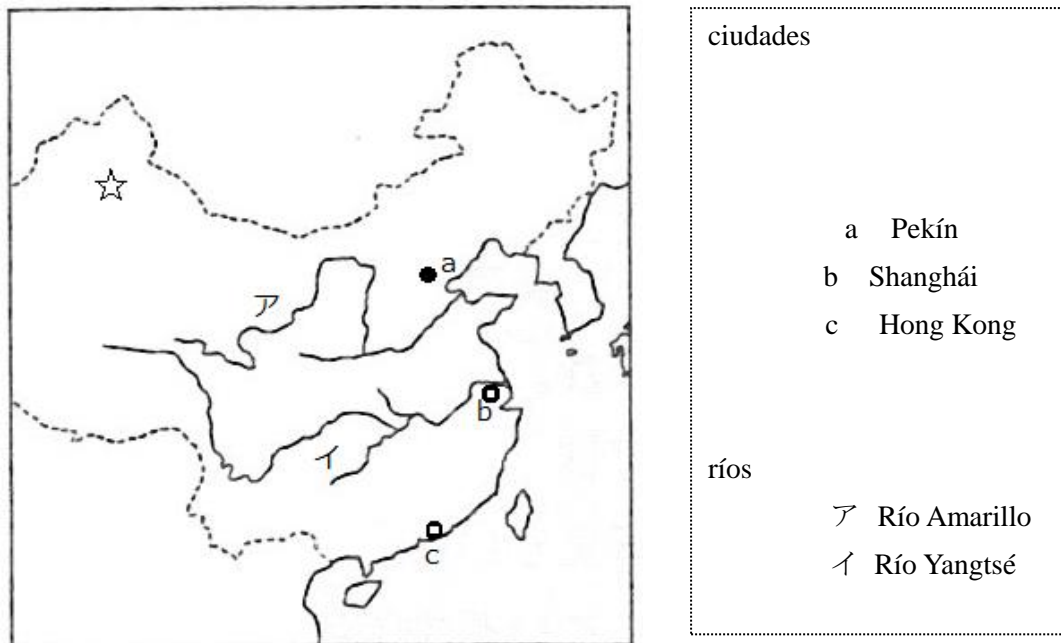 ciudades
a Pekín
b Shanghái
c Hong Kong
ríos
ア Río Amarillo
イ Río Yangtsé
☆
a
ア
b
イ
c